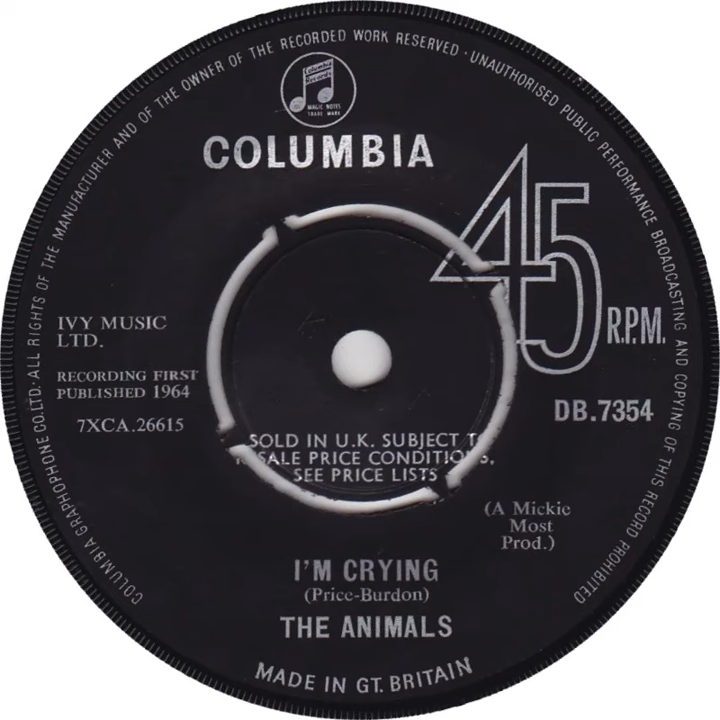 COLUMBIA GRAPHOPHONE CO. LTD. · ALL RIGHTS OF THE MANUFACTURER AND OF THE OWNER OF THE RECORDED WORK RESERVED · UNAUTHORISED PUBLIC PERFORMANCE BROADCASTING AND COPYING OF THIS RECORD PROHIBITED
Columbia
Records
MAGIC NOTES
TRADE MARK
COLUMBIA
45
R.P.M.
IVY MUSIC
LTD.
RECORDING FIRST
PUBLISHED 1964
7XCA.26615
DB.7354
SOLD IN U.K. SUBJECT
SALE PRICE CONDITIONS,
SEE PRICE LISTS
(A Mickie
Most
Prod.)
I'M CRYING
(Price-Burdon)
THE ANIMALS
MADE IN GT. BRITAIN